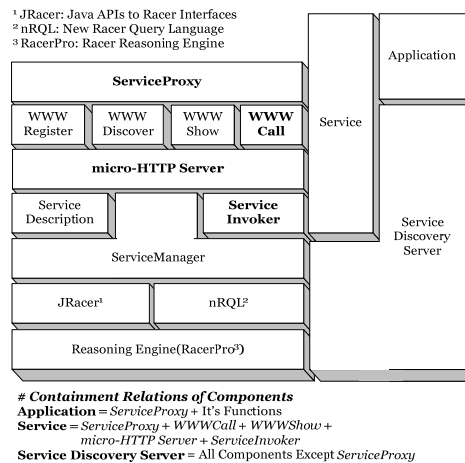 ¹ JRacer: Java APIs to Racer Interfaces
² nRQL: New Racer Query Language
³ RacerPro: Racer Reasoning Engine
ServiceProxy
WWW
Register
WWW
Discover
WWW
Show
WWW
Call
micro-HTTP Server
Service
Description
Service
Invoker
ServiceManager
JRacer¹
nRQL²
Reasoning Engine(RacerPro³)
Service
Application
Service
Discovery
Server
# Containment Relations of Components
Application = ServiceProxy + It's Functions
Service = ServiceProxy + WWWCall + WWWShow +
micro-HTTP Server + ServiceInvoker
Service Discovery Server = All Components Except ServiceProxy